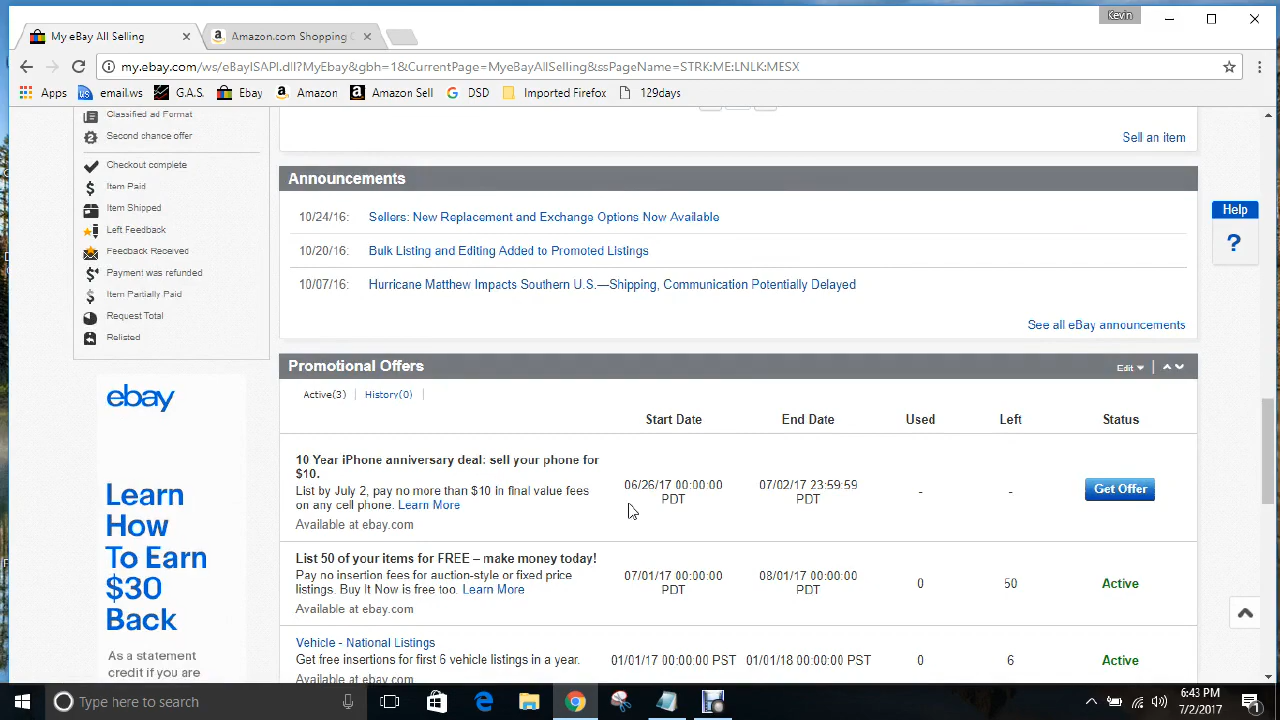 Kevin
My eBay All Selling
Amazon.com Shopping C
my.ebay.com/ws/eBayISAPI.dll?MyEbay&gbh=1&CurrentPage=MyeBayAllSelling&ssPageName=STRK:ME:LNLK:MESX
Apps email.ws G.A.S. Ebay Amazon Amazon Sell DSD Imported Firefox 129days
Classified ad Format
Second chance offer
Checkout complete
Item Paid
Item Shipped
Left Feedback
Feedback Received
Payment was refunded
Item Partially Paid
Request Total
Relisted
ebay
Learn
How
To Earn
$30
Back
As a statement
credit if you are
Sell an item
Announcements
10/24/16: Sellers: New Replacement and Exchange Options Now Available
10/20/16: Bulk Listing and Editing Added to Promoted Listings
10/07/16: Hurricane Matthew Impacts Southern U.S.—Shipping, Communication Potentially Delayed
See all eBay announcements
Promotional Offers
Edit
Active(3) History(0)
Start Date End Date Used Left Status
10 Year iPhone anniversary deal: sell your phone for
$10.
List by July 2, pay no more than $10 in final value fees
on any cell phone. Learn More
Available at ebay.com
06/26/17 00:00:00
PDT
07/02/17 23:59:59
PDT
- -
Get Offer
List 50 of your items for FREE – make money today!
Pay no insertion fees for auction-style or fixed price
listings. Buy It Now is free too. Learn More
Available at ebay.com
07/01/17 00:00:00
PDT
08/01/17 00:00:00
PDT
0 50 Active
Vehicle - National Listings
Get free insertions for first 6 vehicle listings in a year.
Available at ebay.com
01/01/17 00:00:00 PST 01/01/18 00:00:00 PST 0 6 Active
Help
?
Type here to search
6:43 PM
7/2/2017
1